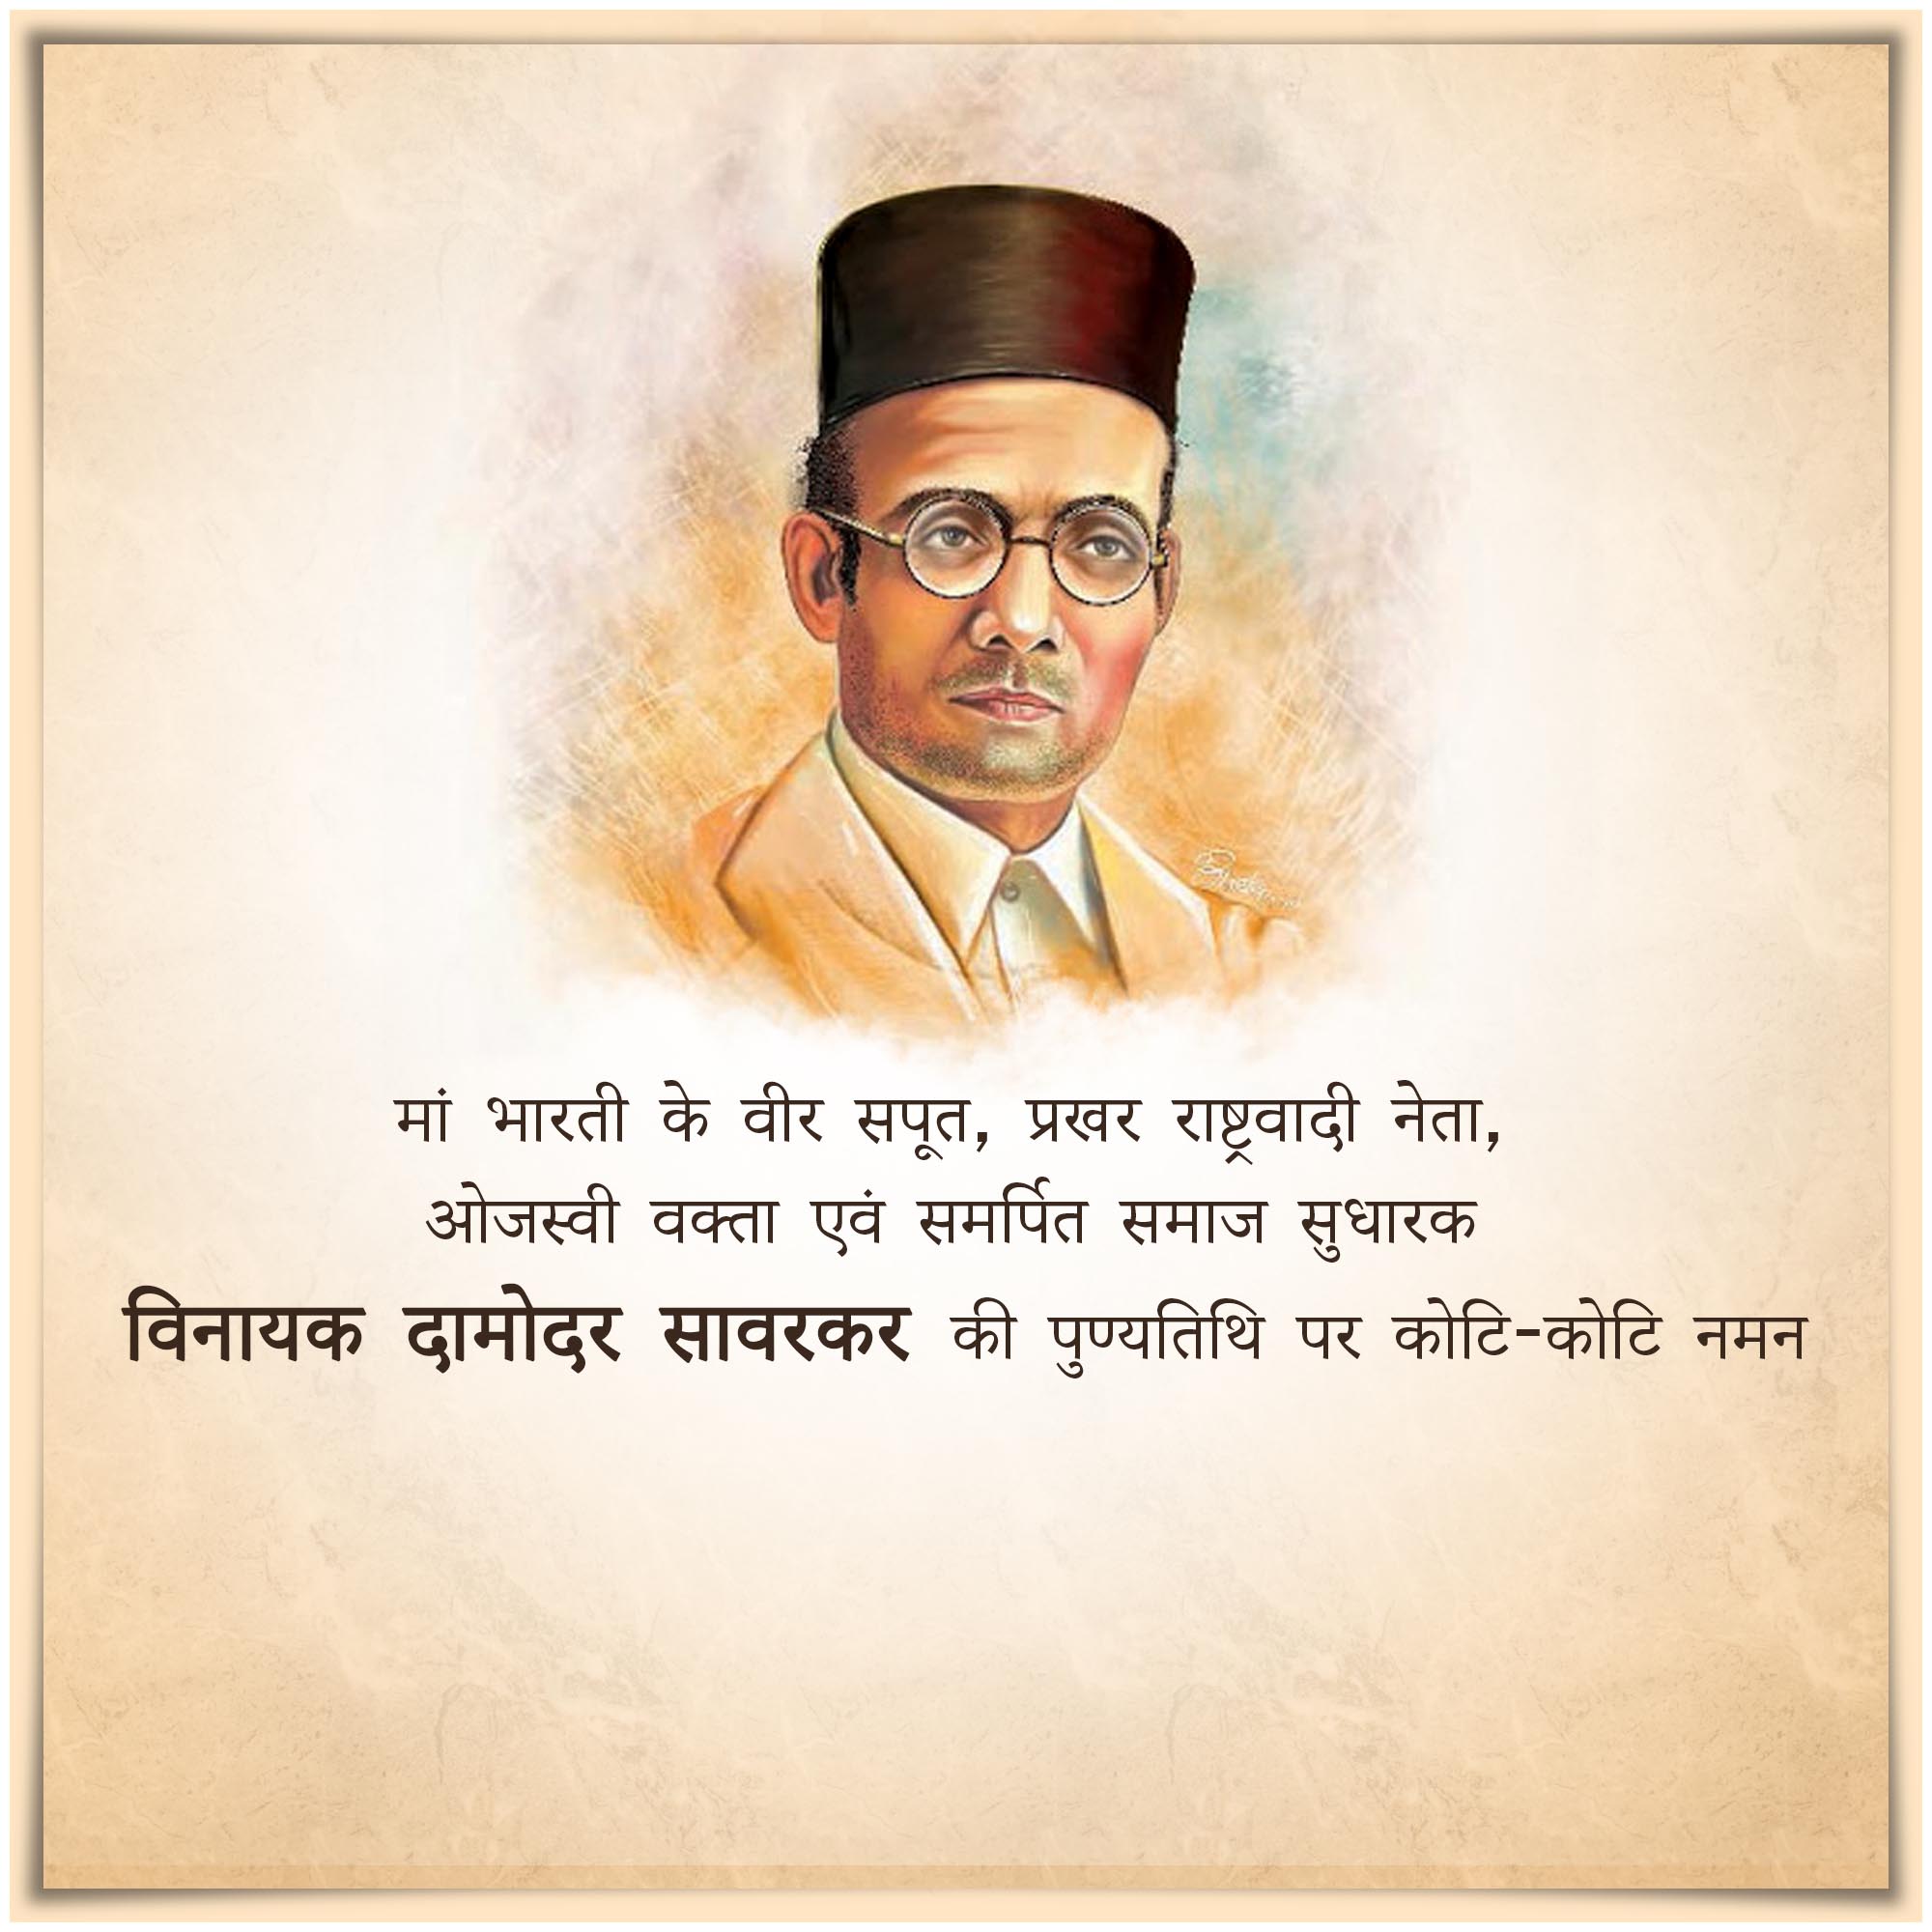 मां भारती के वीर सपूत, प्रखर राष्ट्रवादी नेता,
ओजस्वी वक्ता एवं समर्पित समाज सुधारक
विनायक दामोदर सावरकर की पुण्यतिथि पर कोटि-कोटि नमन